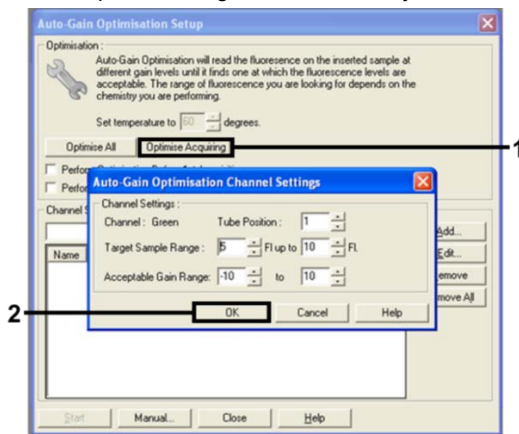 Auto-Gain Optimisation Setup
Optimisation :
Auto-Gain Optimisation will read the fluoresence on the inserted sample at
different gain levels until it finds one at which the fluorescence levels are
acceptable. The range of fluorescence you are looking for depends on the
chemistry you are performing.
Set temperature to 60 degrees.
Optimise All Optimise Acquiring
1
Auto-Gain Optimisation Channel Settings
Channel Settings :
Channel : Green Tube Position : 1
Target Sample Range : 5 Fl up to 10 Fl.
Acceptable Gain Range: -10 to 10
OK Cancel Help
2
Name
Add...
Edit...
Start Manual... Close Help